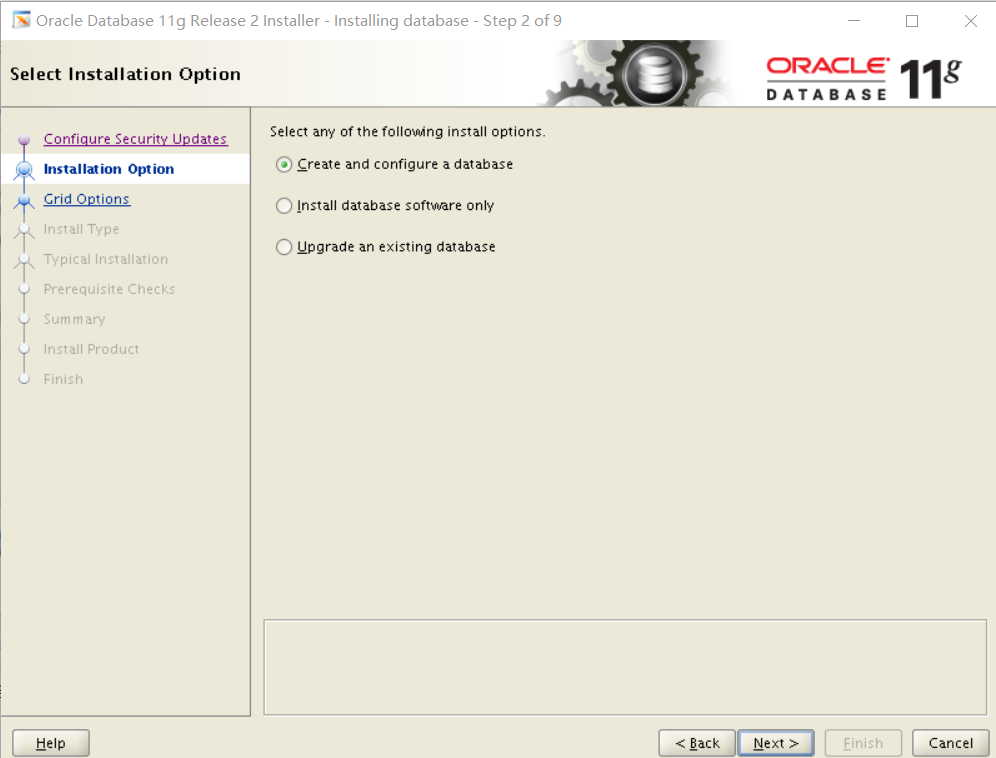 Oracle Database 11g Release 2 Installer - Installing database - Step 2 of 9
Select Installation Option
ORACLE
DATABASE
11g
Configure Security Updates
Installation Option
Grid Options
Install Type
Typical Installation
Prerequisite Checks
Summary
Install Product
Finish
Select any of the following install options.
Create and configure a database
Install database software only
Upgrade an existing database
Help
< Back
Next >
Finish
Cancel